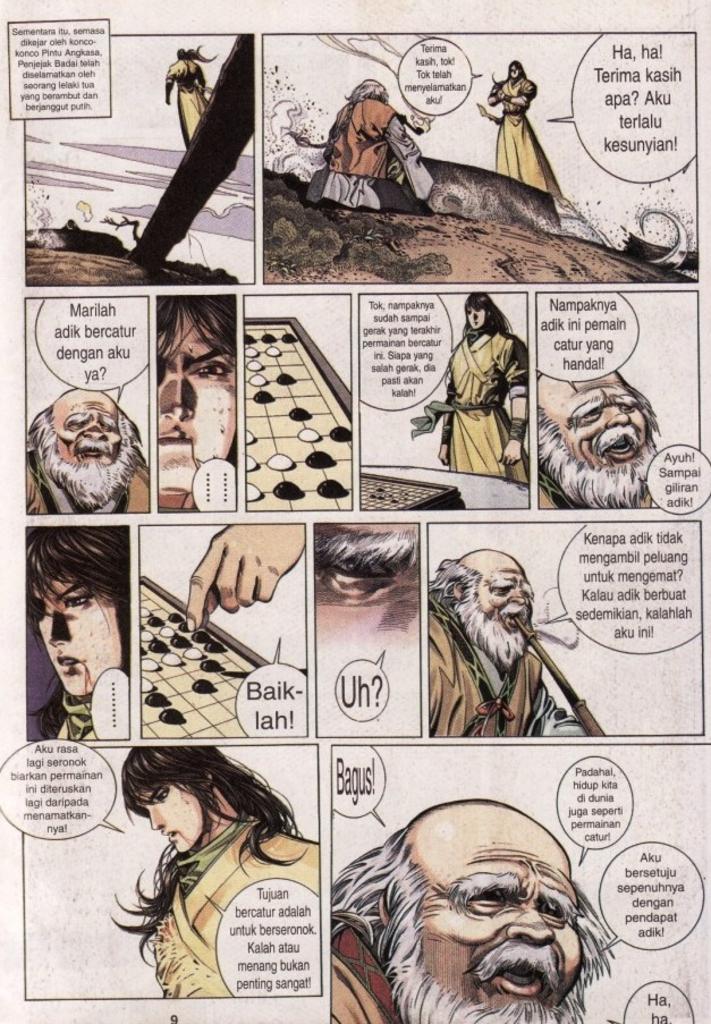 Sementara itu, semasa
dikejar oleh konco-
konco Pintu Angkasa,
Penjejak Badai telah
diselamatkan oleh
seorang lelaki tua
yang berambut dan
berjanggut putih.
Terima
kasih, tok!
Tok telah
menyelamatkan
aku!
Ha, ha!
Terima kasih
apa? Aku
terlalu
kesunyian!
Marilah
adik bercatur
dengan aku
ya?
......
Tok, nampaknya
sudah sampai
gerak yang terakhir
permainan bercatur
ini. Siapa yang
salah gerak, dia
pasti akan
kalah!
Nampaknya
adik ini pemain
catur yang
handal!
Ayuh!
Sampai
giliran
adik!
........
Baik-
lah!
Uh?
Kenapa adik tidak
mengambil peluang
untuk mengemat?
Kalau adik berbuat
sedemikian, kalahlah
aku ini!
Aku rasa
lagi seronok
biarkan permainan
ini diteruskan
lagi daripada
menamatkan-
nya!
Tujuan
bercatur adalah
untuk berseronok.
Kalah atau
menang bukan
penting sangat!
Bagus!
Padahal,
hidup kita
di dunia
juga seperti
permainan
catur!
Aku
bersetuju
sepenuhnya
dengan
pendapat
adik!
Ha,
ha,
9